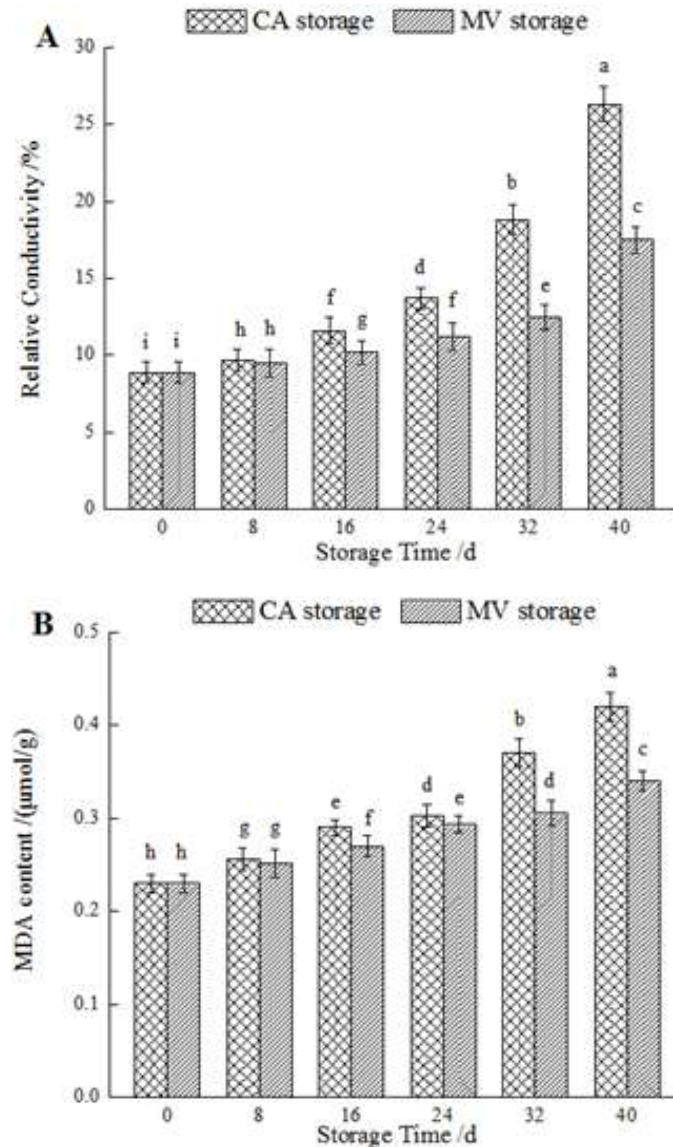 A
CA storage MV storage
Relative Conductivity /%
30
25
20
15
10
5
0
i i h h f g d f b e a c
0 8 16 24 32 40
Storage Time /d
B
CA storage MV storage
MDA content /(μmol/g)
0.5
0.4
0.3
0.2
0.1
0.0
h h g g e f d e b d a c
0 8 16 24 32 40
Storage Time /d